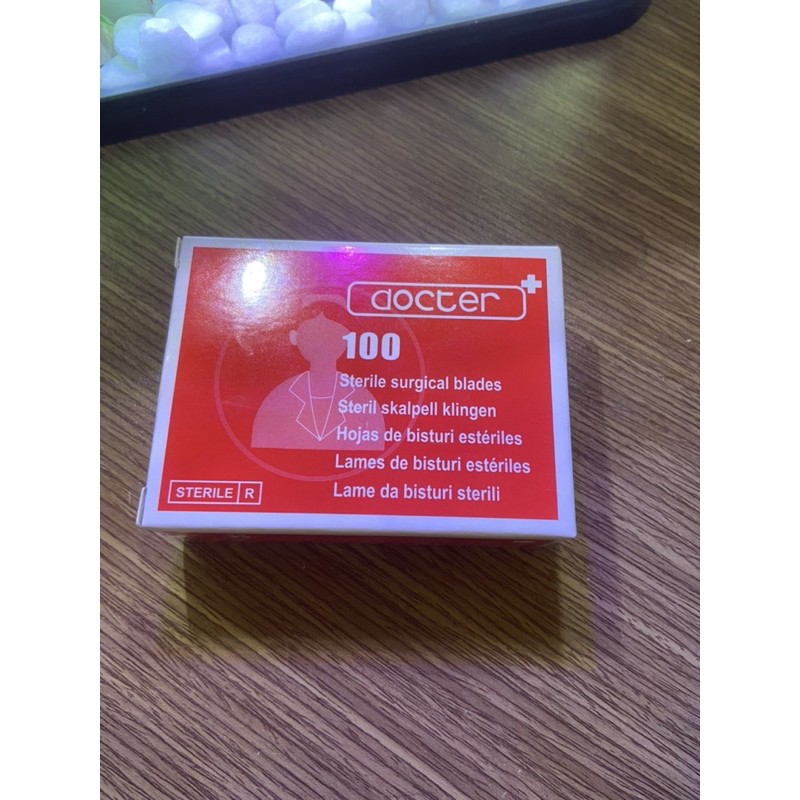 docter
100
Sterile surgical blades
Steril skalpell klingen
Hojas de bisturi estériles
Lames de bisturi estériles
Lame da bisturi sterili
STERILE R